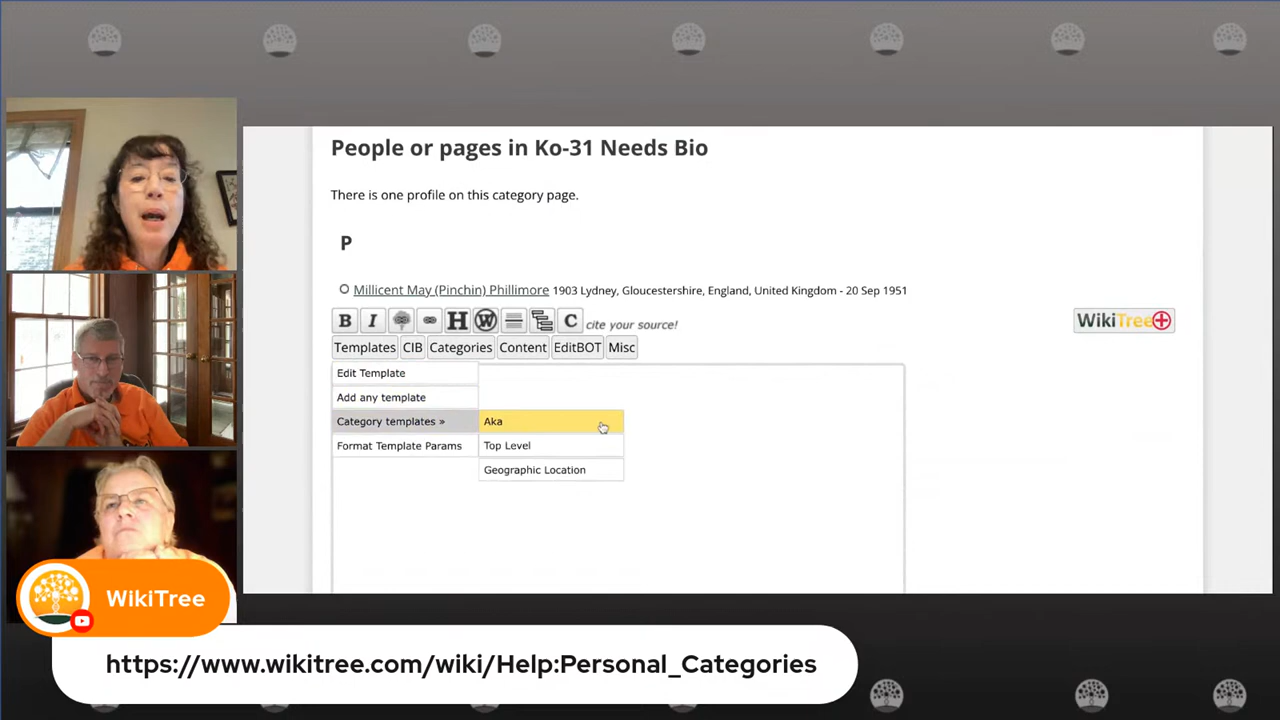 People or pages in Ko-31 Needs Bio
There is one profile on this category page.
P
Millicent May (Pinchin) Phillimore 1903 Lydney, Gloucestershire, England, United Kingdom - 20 Sep 1951
B I H W C cite your source!
WikiTree+
Templates CIB Categories Content EditBOT Misc
Edit Template
Add any template
Category templates » Aka
Format Template Params Top Level
Geographic Location
WikiTree
https://www.wikitree.com/wiki/Help:Personal_Categories